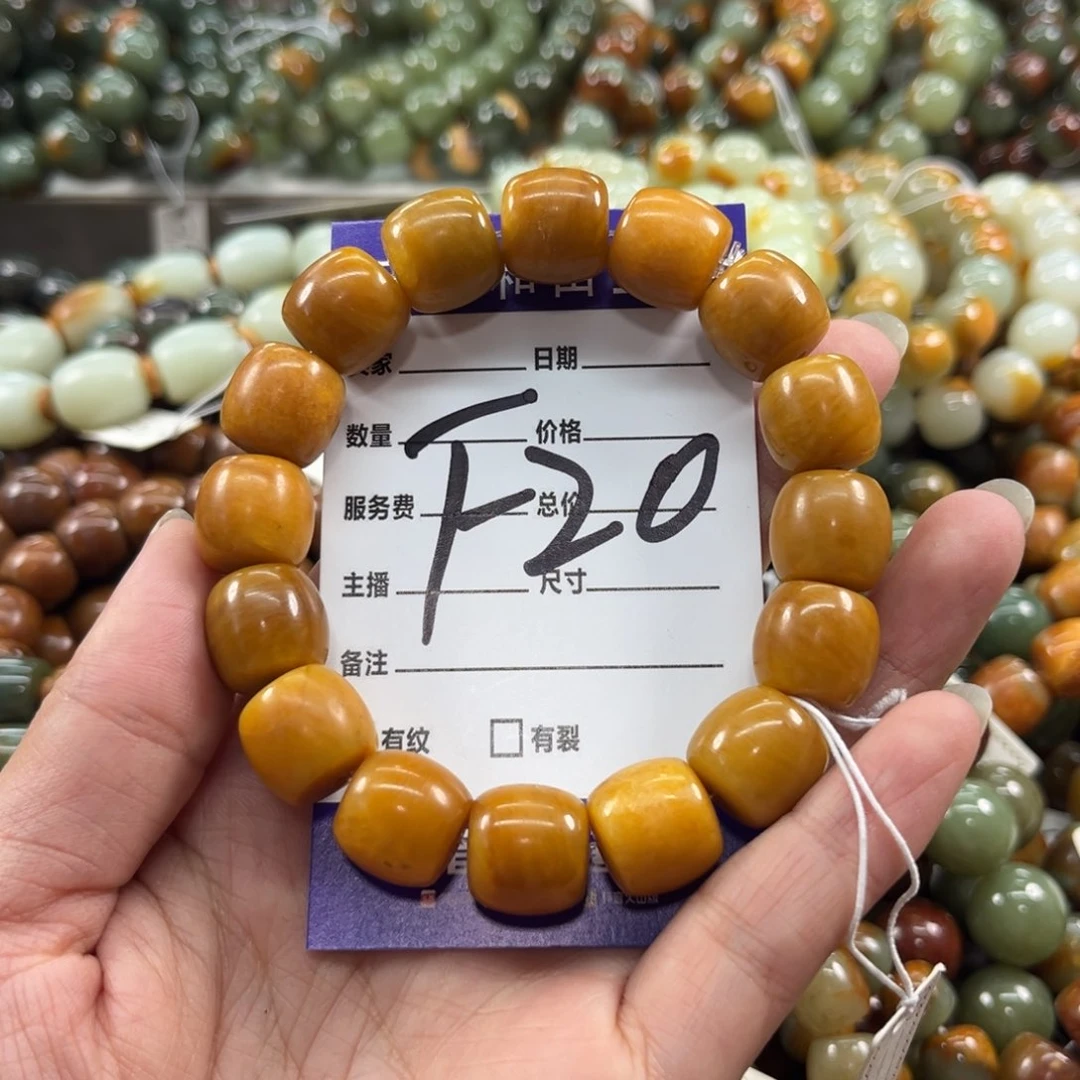 家 日期
数量 价格
F20
服务费 总价
主播 尺寸
备注
有纹 有裂